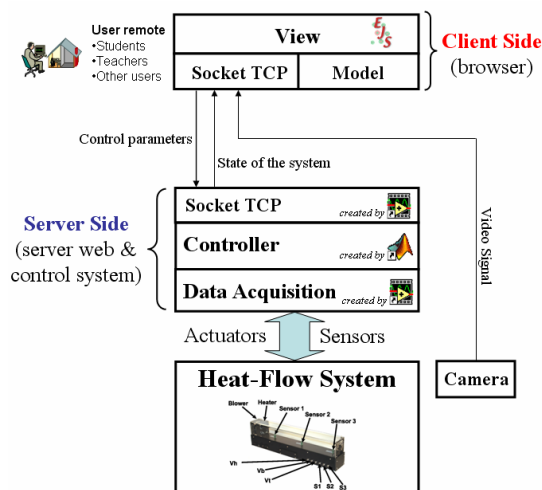 User remote
•Students
•Teachers
•Other users
View
EJS
Client Side
(browser)
Socket TCP
Model
Control parameters
State of the system
Video Signal
Server Side
(server web &
control system)
Socket TCP
created by
Controller
created by
Data Acquisition
created by
Actuators
Sensors
Heat-Flow System
Camera
Blower
Heater
Sensor 1
Sensor 2
Sensor 3
Vh
Vb
Vt
S1
S2
S3